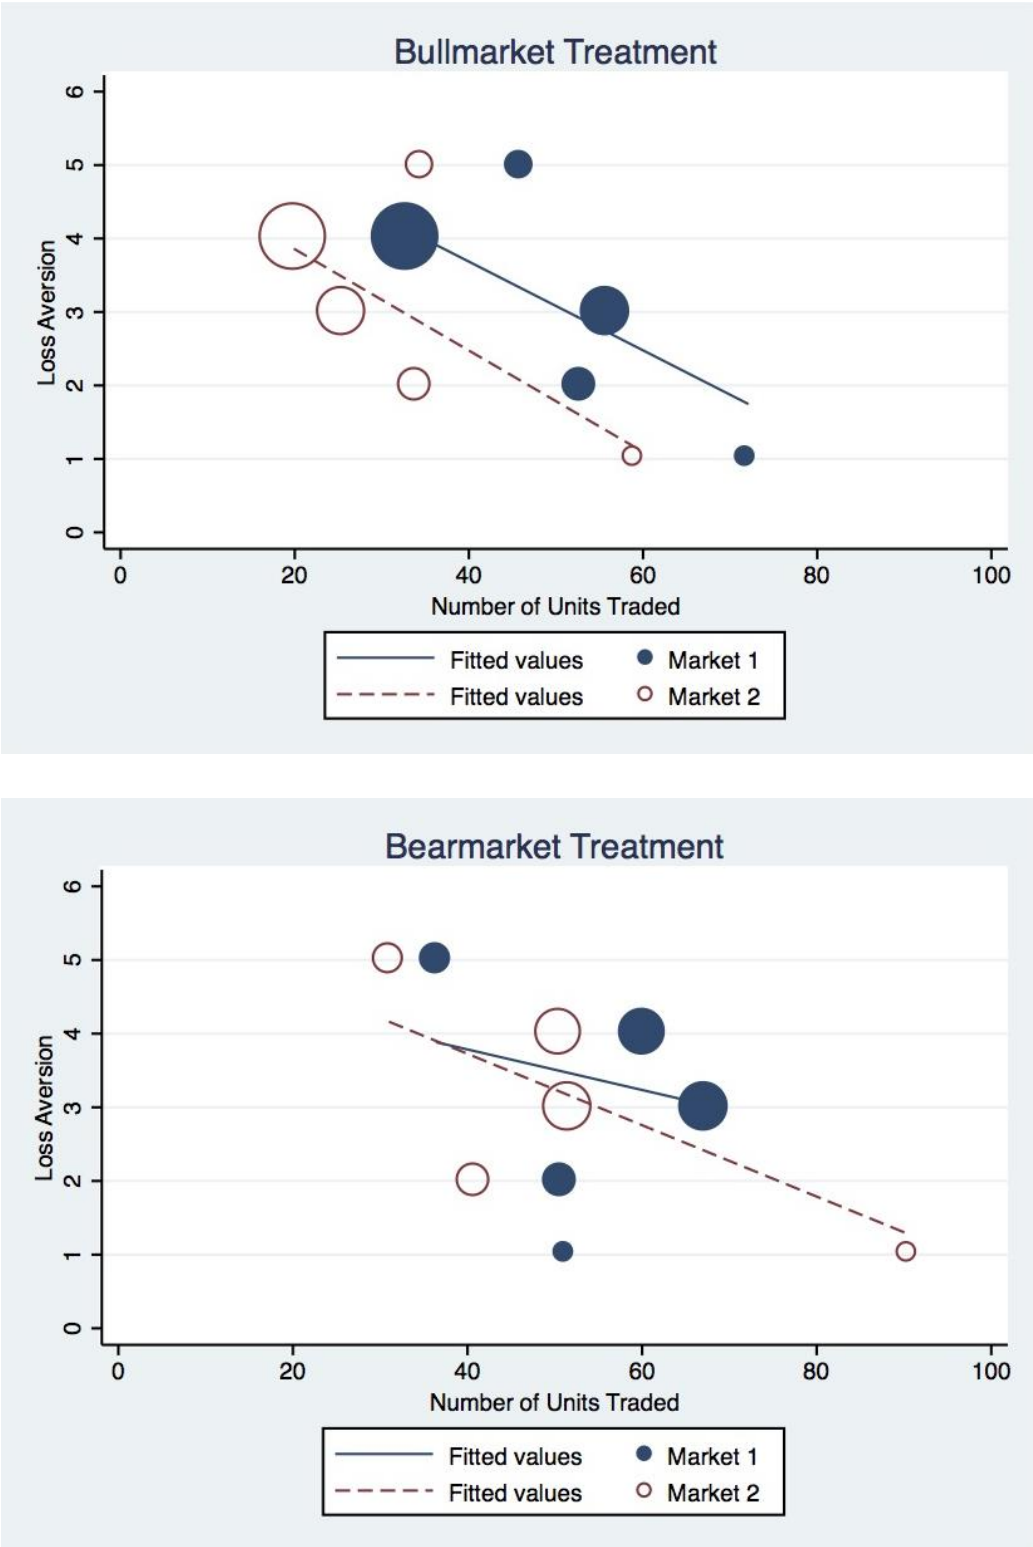 Bullmarket Treatment
6
5
4
3
2
1
0
Loss Aversion
0 20 40 60 80 100
Number of Units Traded
Fitted values Market 1
Fitted values Market 2
Bearmarket Treatment
6
5
4
3
2
1
0
Loss Aversion
0 20 40 60 80 100
Number of Units Traded
Fitted values Market 1
Fitted values Market 2